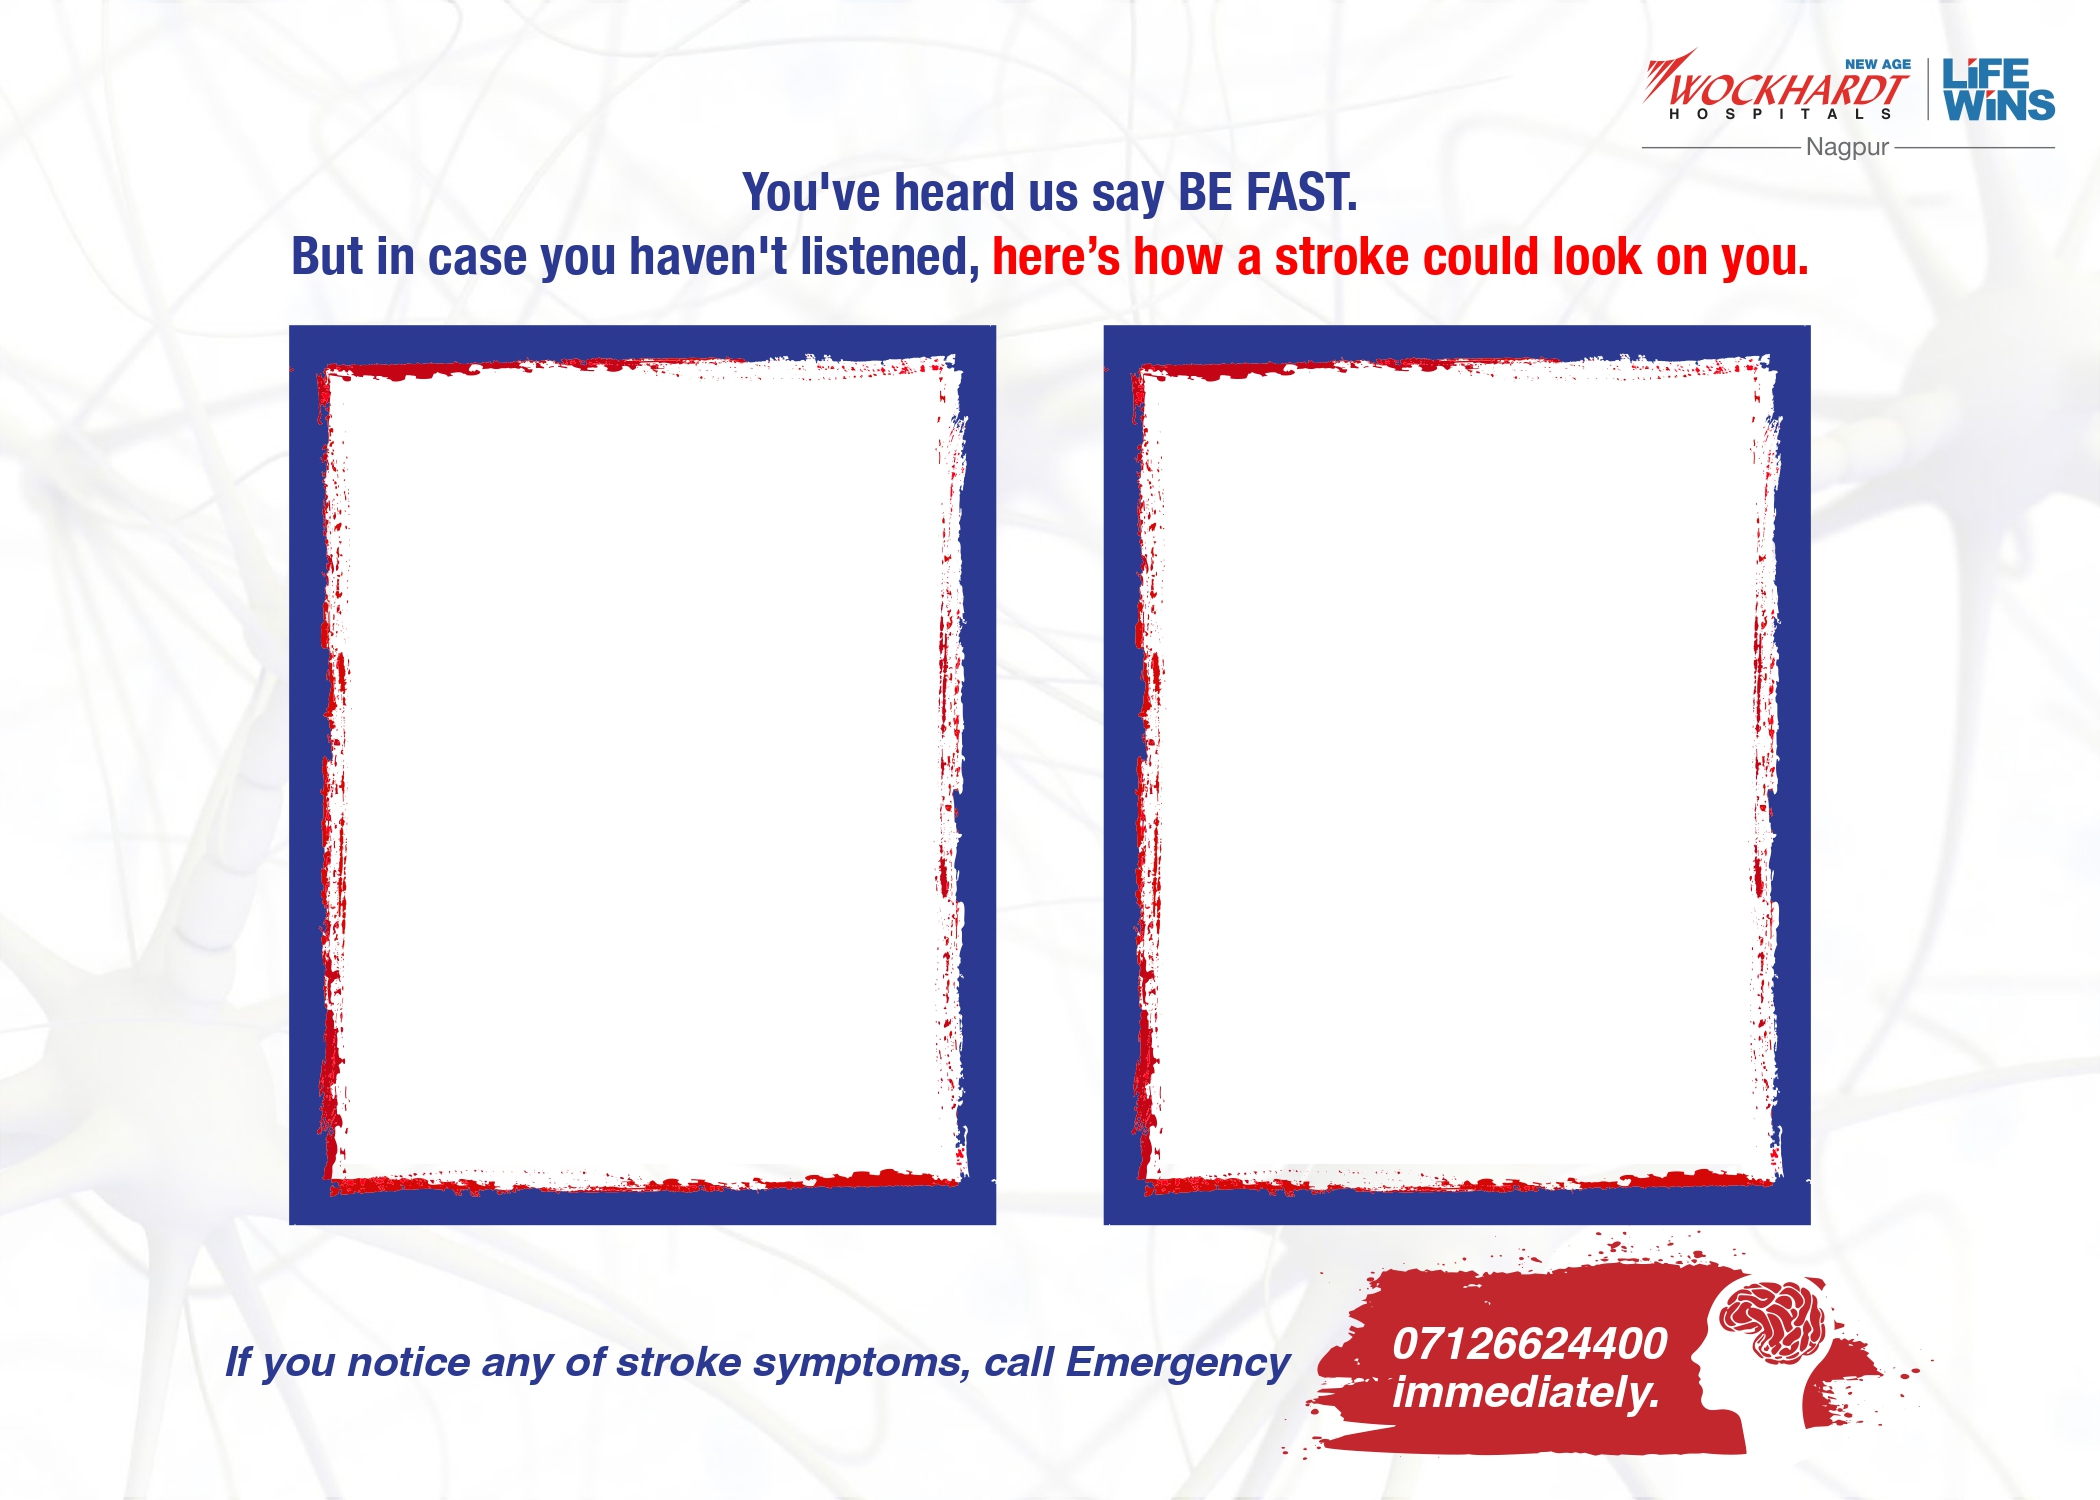 NEW AGE
WOCKHARDT
HOSPITALS
LiFE
WiNS
Nagpur
You've heard us say BE FAST.
But in case you haven't listened, here’s how a stroke could look on you.
If you notice any of stroke symptoms, call Emergency
07126624400
immediately.